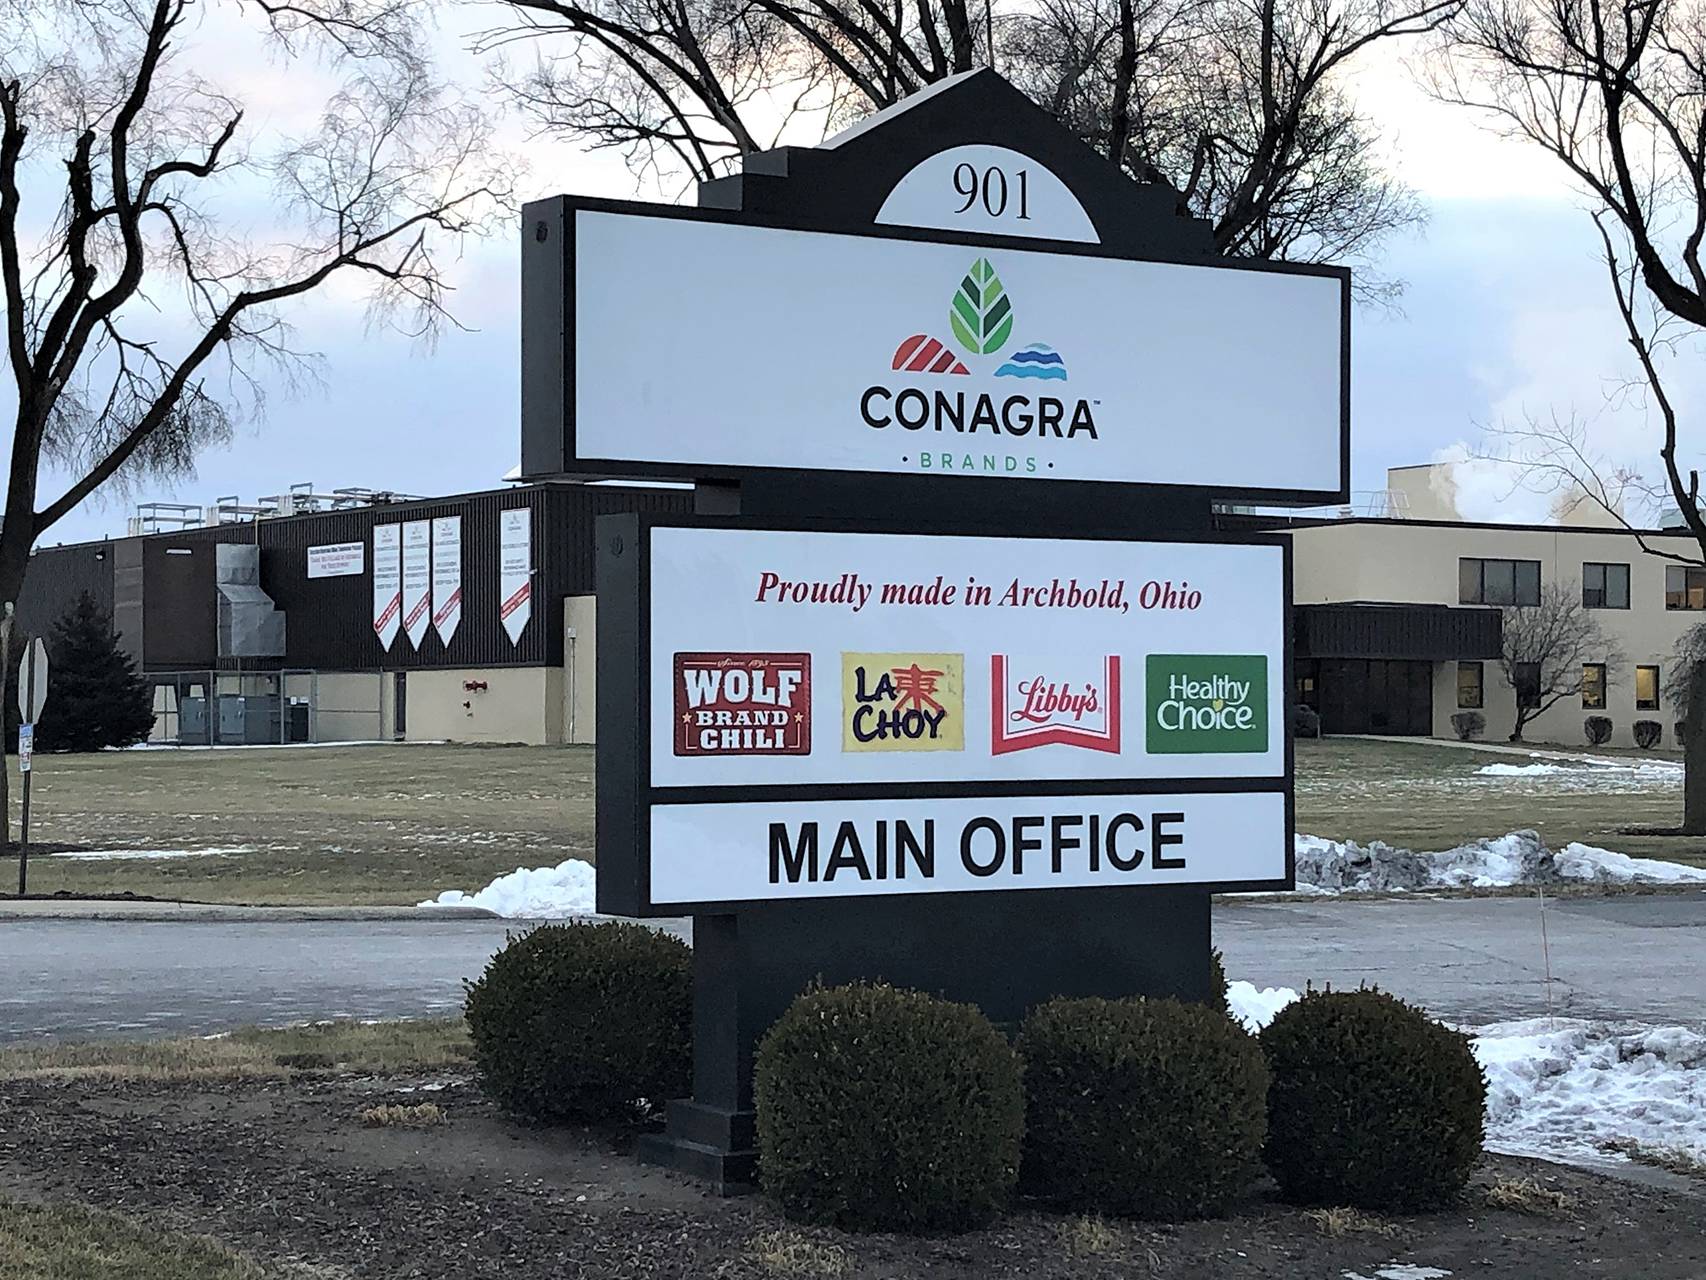 901
CONAGRA™
• BRANDS •
Proudly made in Archbold, Ohio
Since 1895
WOLF
BRAND
CHILI
LA 東
CHOY
Libby's
Healthy
Choice
MAIN OFFICE
CONAGRA